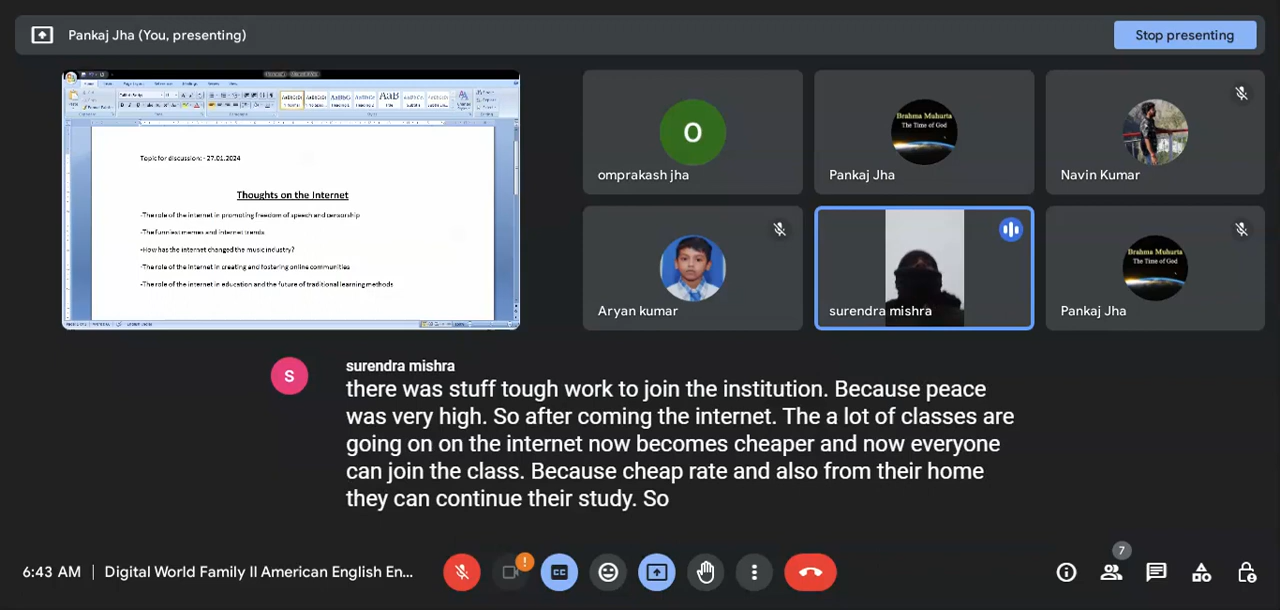 Pankaj Jha (You, presenting)
Stop presenting
Topic for discussion: - 27.01.2024
Thoughts on the Internet
-The role of the internet in promoting freedom of speech and censorship
-The funniest memes and internet trends
-How has the internet changed the music industry?
-The role of the internet in creating and fostering online communities
-The role of the internet in education and the future of traditional learning methods
O
omprakash jha
Brahma Muhurta
The Time of God
Pankaj Jha
Navin Kumar
Aryan kumar
surendra mishra
Brahma Muhurta
The Time of God
Pankaj Jha
S
surendra mishra
there was stuff tough work to join the institution. Because peace
was very high. So after coming the internet. The a lot of classes are
going on on the internet now becomes cheaper and now everyone
can join the class. Because cheap rate and also from their home
they can continue their study. So
6:43 AM | Digital World Family II American English En...
!
CC
7